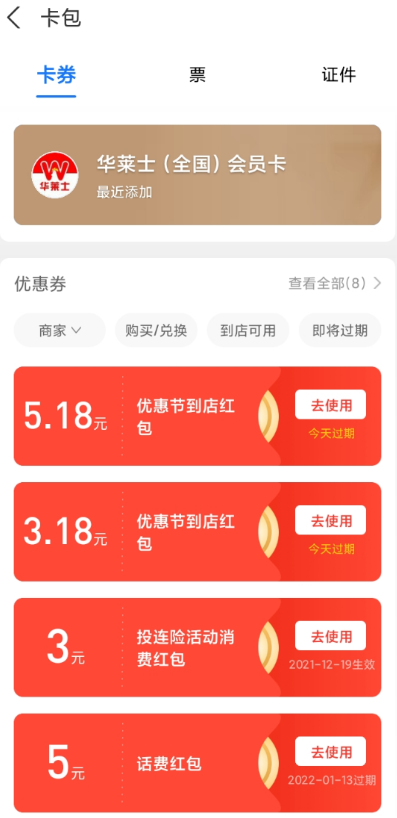 卡包
卡券
票
证件
华莱士
华莱士（全国）会员卡
最近添加
优惠券
查看全部(8)
商家
购买/兑换
到店可用
即将过期
5.18元
优惠节到店红
包
去使用
今天过期
3.18元
优惠节到店红
包
去使用
今天过期
3元
投连险活动消
费红包
去使用
2021-12-19生效
5元
话费红包
去使用
2022-01-13过期